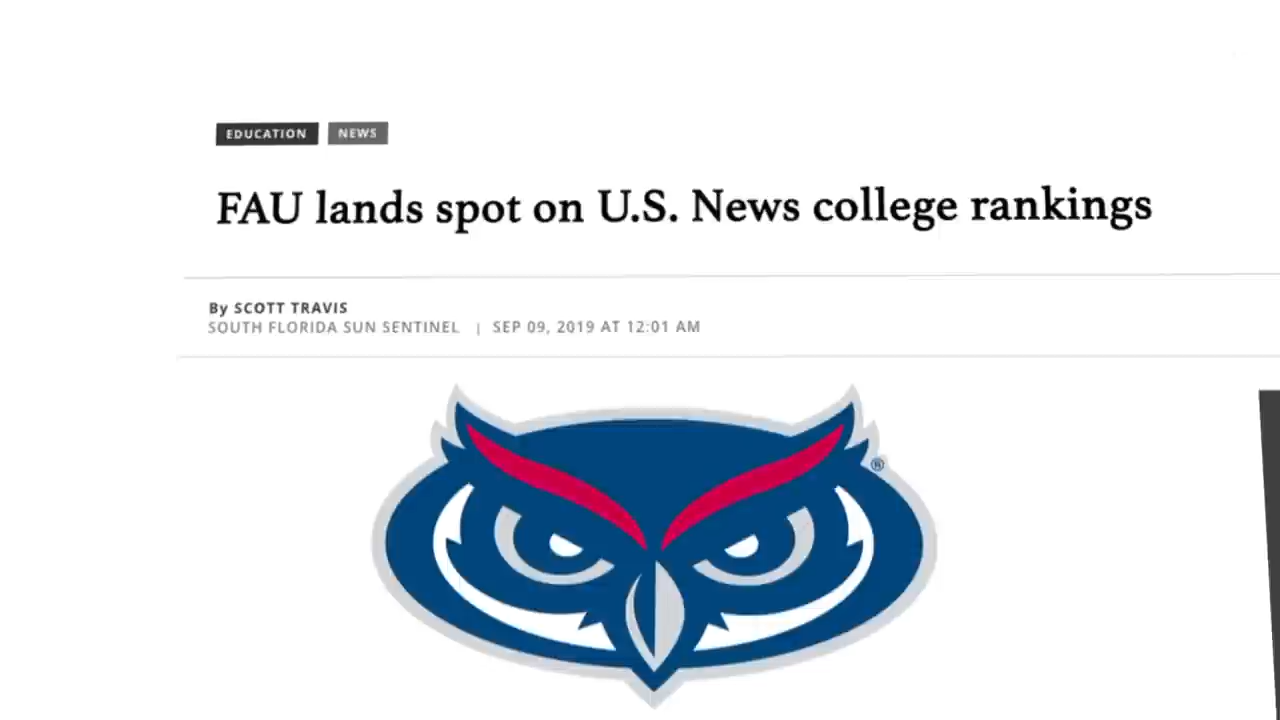 EDUCATION NEWS
FAU lands spot on U.S. News college rankings
By SCOTT TRAVIS
SOUTH FLORIDA SUN SENTINEL | SEP 09, 2019 AT 12:01 AM
®